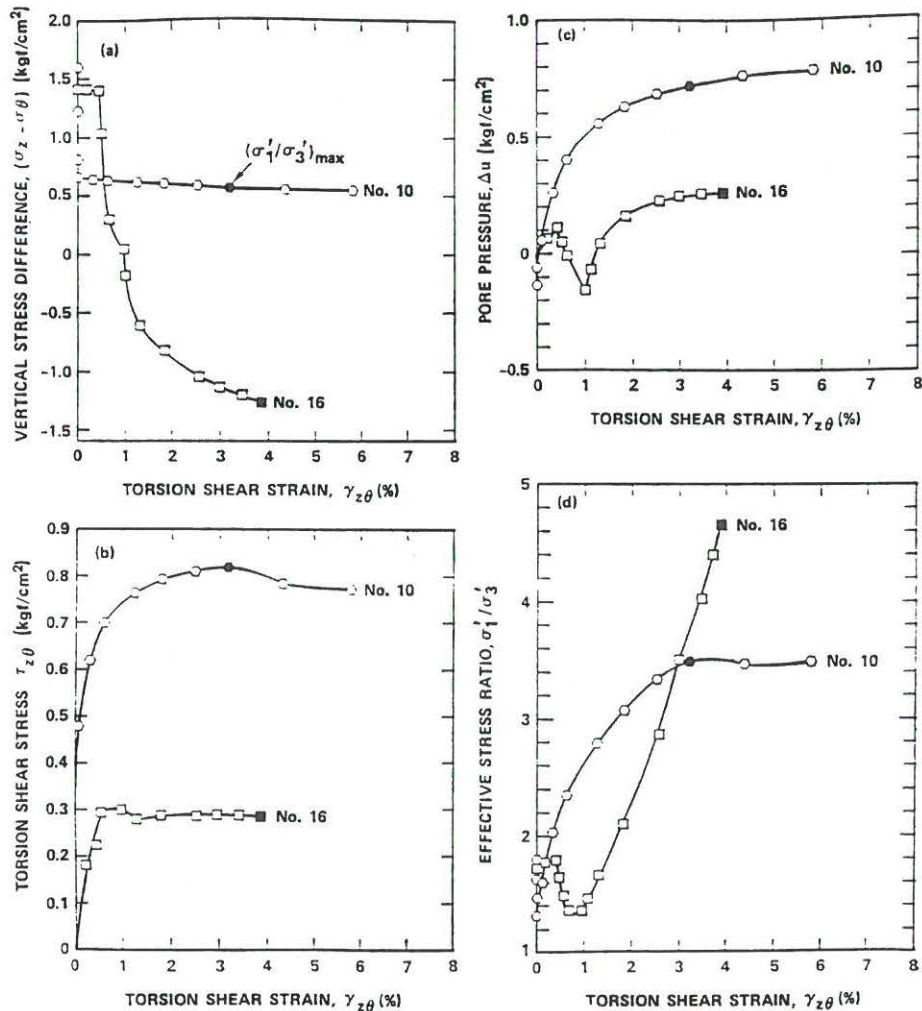 (a)
VERTICAL STRESS DIFFERENCE, (σz - σθ) (kgf/cm²)
2.0
1.5
1.0
0.5
0
-0.5
-1.0
-1.5
(σ′1/σ′3)max
No. 10
No. 16
0 1 2 3 4 5 6 7 8
TORSION SHEAR STRAIN, γzθ (%)
(c)
PORE PRESSURE, Δu (kgf/cm²)
1.0
0.5
0
-0.5
No. 10
No. 16
0 1 2 3 4 5 6 7 8
TORSION SHEAR STRAIN, γzθ (%)
(b)
TORSION SHEAR STRESS τzθ (kgf/cm²)
0.9
0.8
0.7
0.6
0.5
0.4
0.3
0.2
0.1
0
No. 10
No. 16
0 1 2 3 4 5 6 7 8
TORSION SHEAR STRAIN, γzθ (%)
(d)
EFFECTIVE STRESS RATIO, σ′1/σ′3
5
4
3
2
1
No. 16
No. 10
0 1 2 3 4 5 6 7 8
TORSION SHEAR STRAIN, γzθ (%)